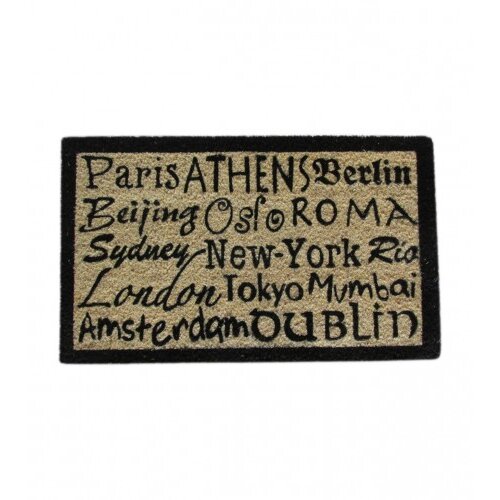 Paris ATHENS Berlin
Beijing Oslo ROMA
Sydney New-York Rio
London Tokyo Mumbai
Amsterdam DUBLIN